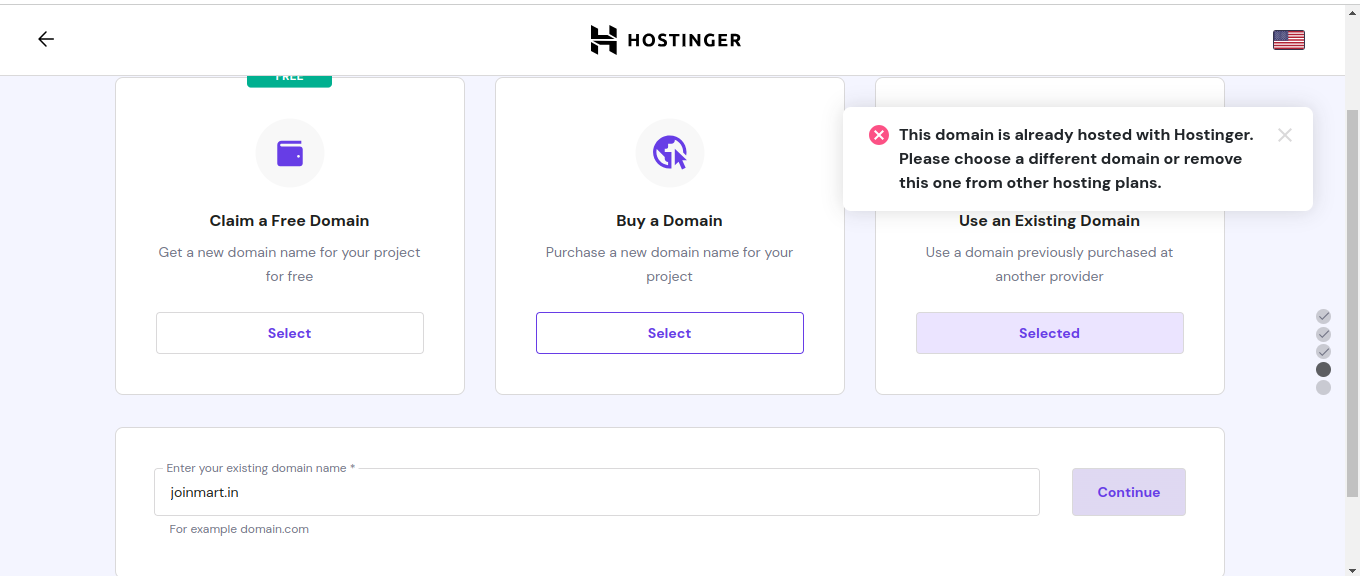 HOSTINGER
FREE
This domain is already hosted with Hostinger.
Please choose a different domain or remove
this one from other hosting plans.
Claim a Free Domain
Get a new domain name for your project
for free
Select
Buy a Domain
Purchase a new domain name for your
project
Select
Use an Existing Domain
Use a domain previously purchased at
another provider
Selected
Enter your existing domain name *
joinmart.in
Continue
For example domain.com